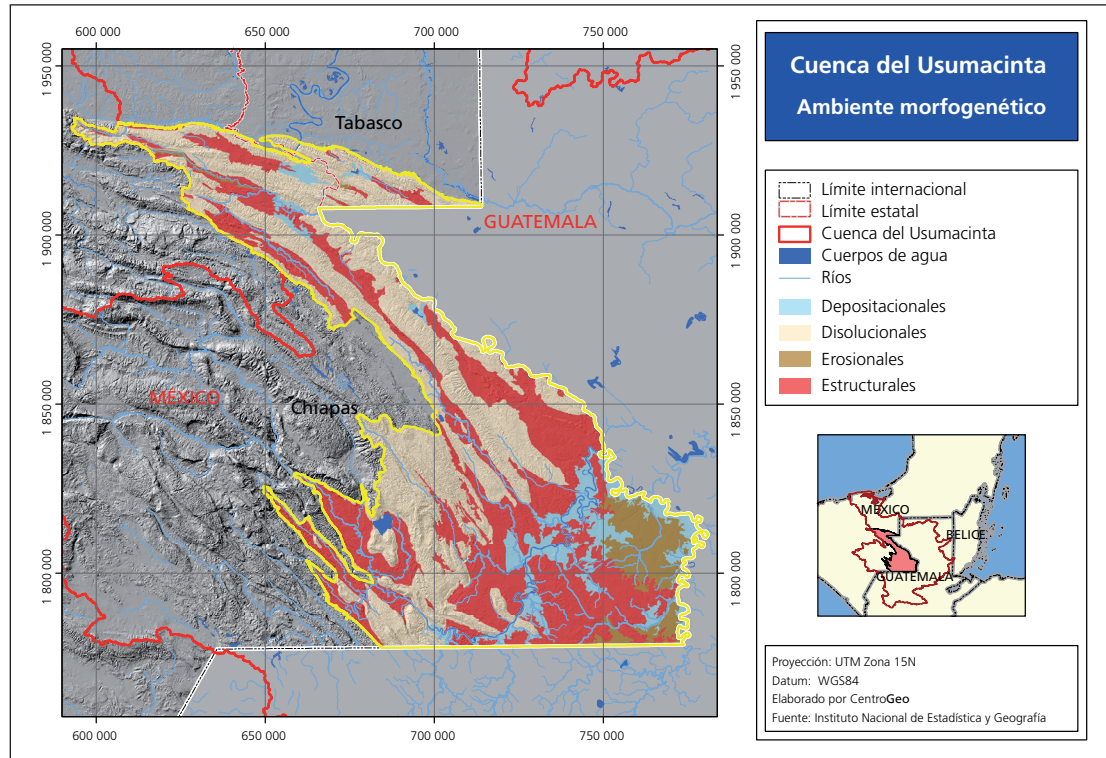 600 000
650 000
700 000
750 000
1 950 000
1 950 000
Tabasco
GUATEMALA
1 900 000
1 900 000
MÉXICO
Chiapas
1 850 000
1 850 000
1 800 000
1 800 000
600 000
650 000
700 000
750 000
Cuenca del Usumacinta
Ambiente morfogenético
Límite internacional
Límite estatal
Cuenca del Usumacinta
Cuerpos de agua
Ríos
Depositacionales
Disolucionales
Erosionales
Estructurales
MÉXICO
BELICE
GUATEMALA
Proyección: UTM Zona 15N
Datum: WGS84
Elaborado por CentroGeo
Fuente: Instituto Nacional de Estadística y Geografía